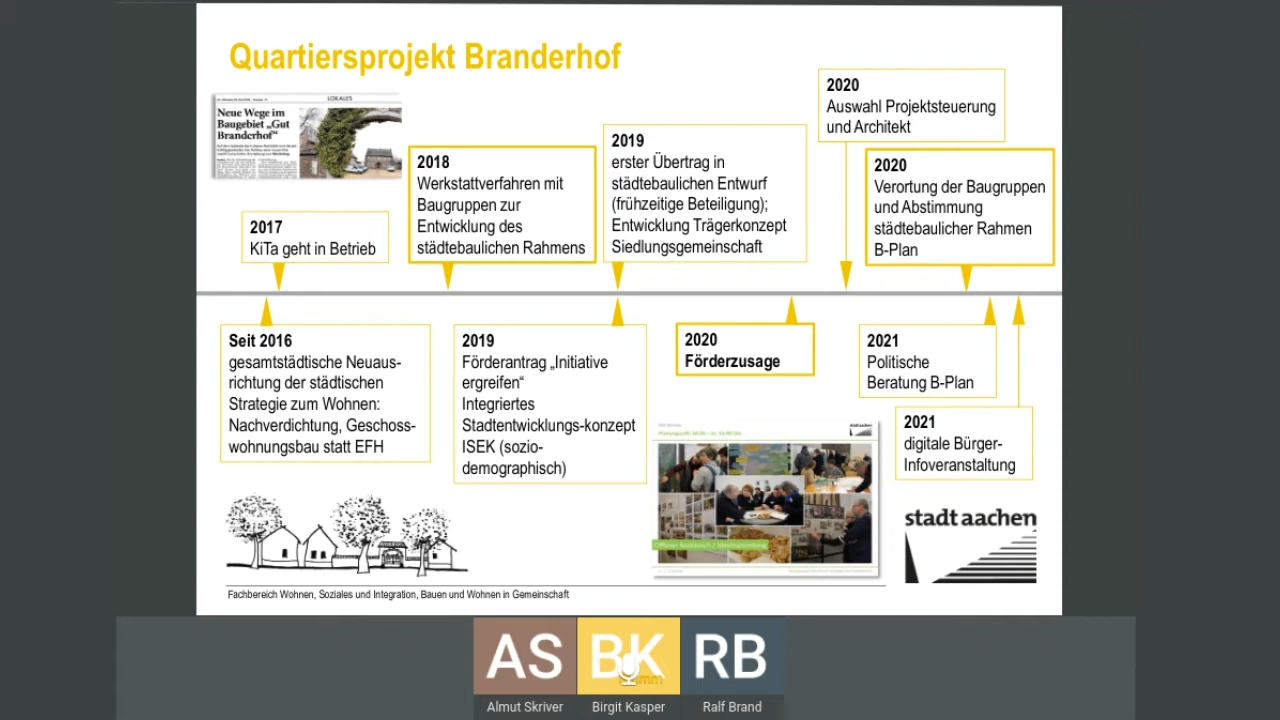 Quartiersprojekt Branderhof
LOKALES
Neue Wege im
Baugebiet „Gut
Branderhof“
2017
KiTa geht in Betrieb
2018
Werkstattverfahren mit
Baugruppen zur
Entwicklung des
städtebaulichen Rahmens
2019
erster Übertrag in
städtebaulichen Entwurf
(frühzeitige Beteiligung);
Entwicklung Trägerkonzept
Siedlungsgemeinschaft
2020
Auswahl Projektsteuerung
und Architekt
2020
Verortung der Baugruppen
und Abstimmung
städtebaulicher Rahmen
B-Plan
Seit 2016
gesamtstädtische Neuaus-
richtung der städtischen
Strategie zum Wohnen:
Nachverdichtung, Geschoss-
wohnungsbau statt EFH
2019
Förderantrag „Initiative
ergreifen“
Integriertes
Stadtentwicklungs-konzept
ISEK (sozio-
demographisch)
2020
Förderzusage
2021
Politische
Beratung B-Plan
2021
digitale Bürger-
Infoveranstaltung
stadt aachen
stadt aachen
Fachbereich Wohnen, Soziales und Integration, Bauen und Wohnen in Gemeinschaft
AS
BK
RB
Almut Skriver
Birgit Kasper
Ralf Brand